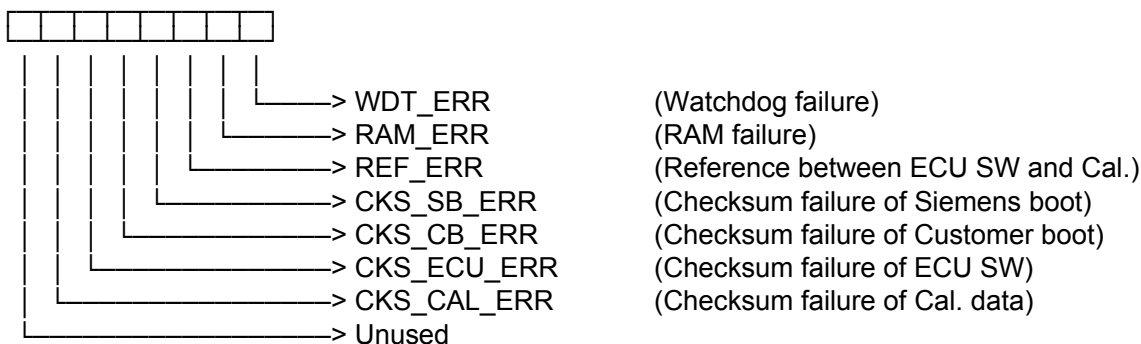 WDT_ERR (Watchdog failure)
RAM_ERR (RAM failure)
REF_ERR (Reference between ECU SW and Cal.)
CKS_SB_ERR (Checksum failure of Siemens boot)
CKS_CB_ERR (Checksum failure of Customer boot)
CKS_ECU_ERR (Checksum failure of ECU SW)
CKS_CAL_ERR (Checksum failure of Cal. data)
Unused